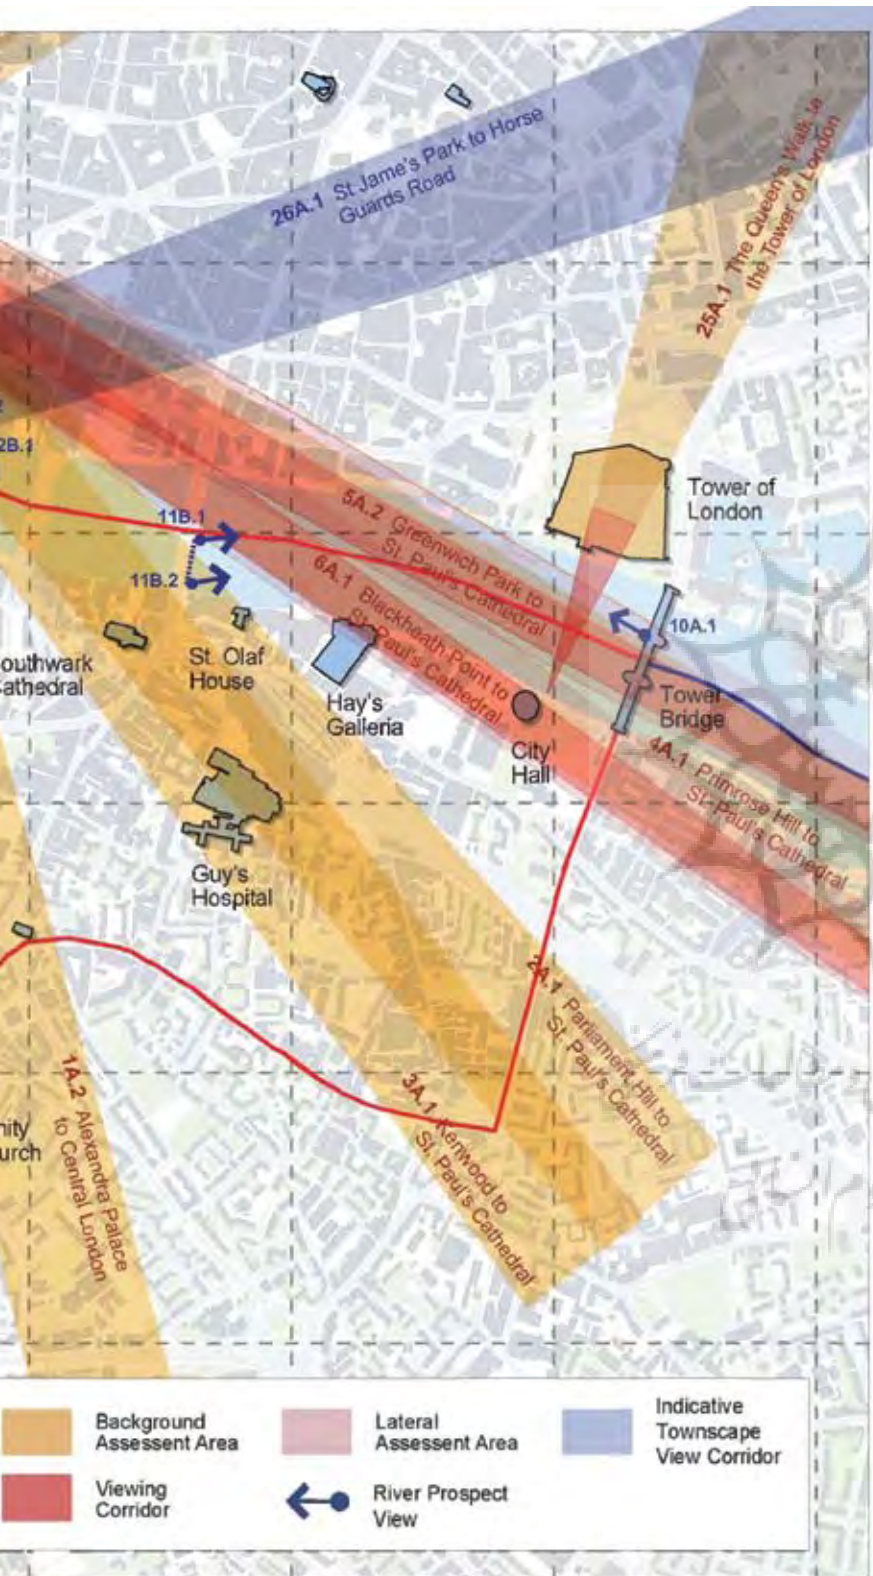 26A.1 St Jame's Park to Horse
Guards Road
25A.1 The Queen's Walk to
the Tower of London
2B.1
11B.1
11B.2
5A.2 Greenwich Park to
St. Paul's Cathedral
6A.1 Blackheath Point to
St. Paul's Cathedral
Tower of
London
10A.1
outhwark
athedral
St. Olaf
House
Hay's
Galleria
City
Hall
Tower
Bridge
4A.1 Primrose Hill to
St. Paul's Cathedral
Guy's
Hospital
2A.1 Parliament Hill to
St. Paul's Cathedral
3A.1 Kenwood to
St. Paul's Cathedral
1A.2 Alexandra Palace
to Central London
nity
urch
Background
Assessent Area
Lateral
Assessent Area
Indicative
Townscape
View Corridor
Viewing
Corridor
River Prospect
View